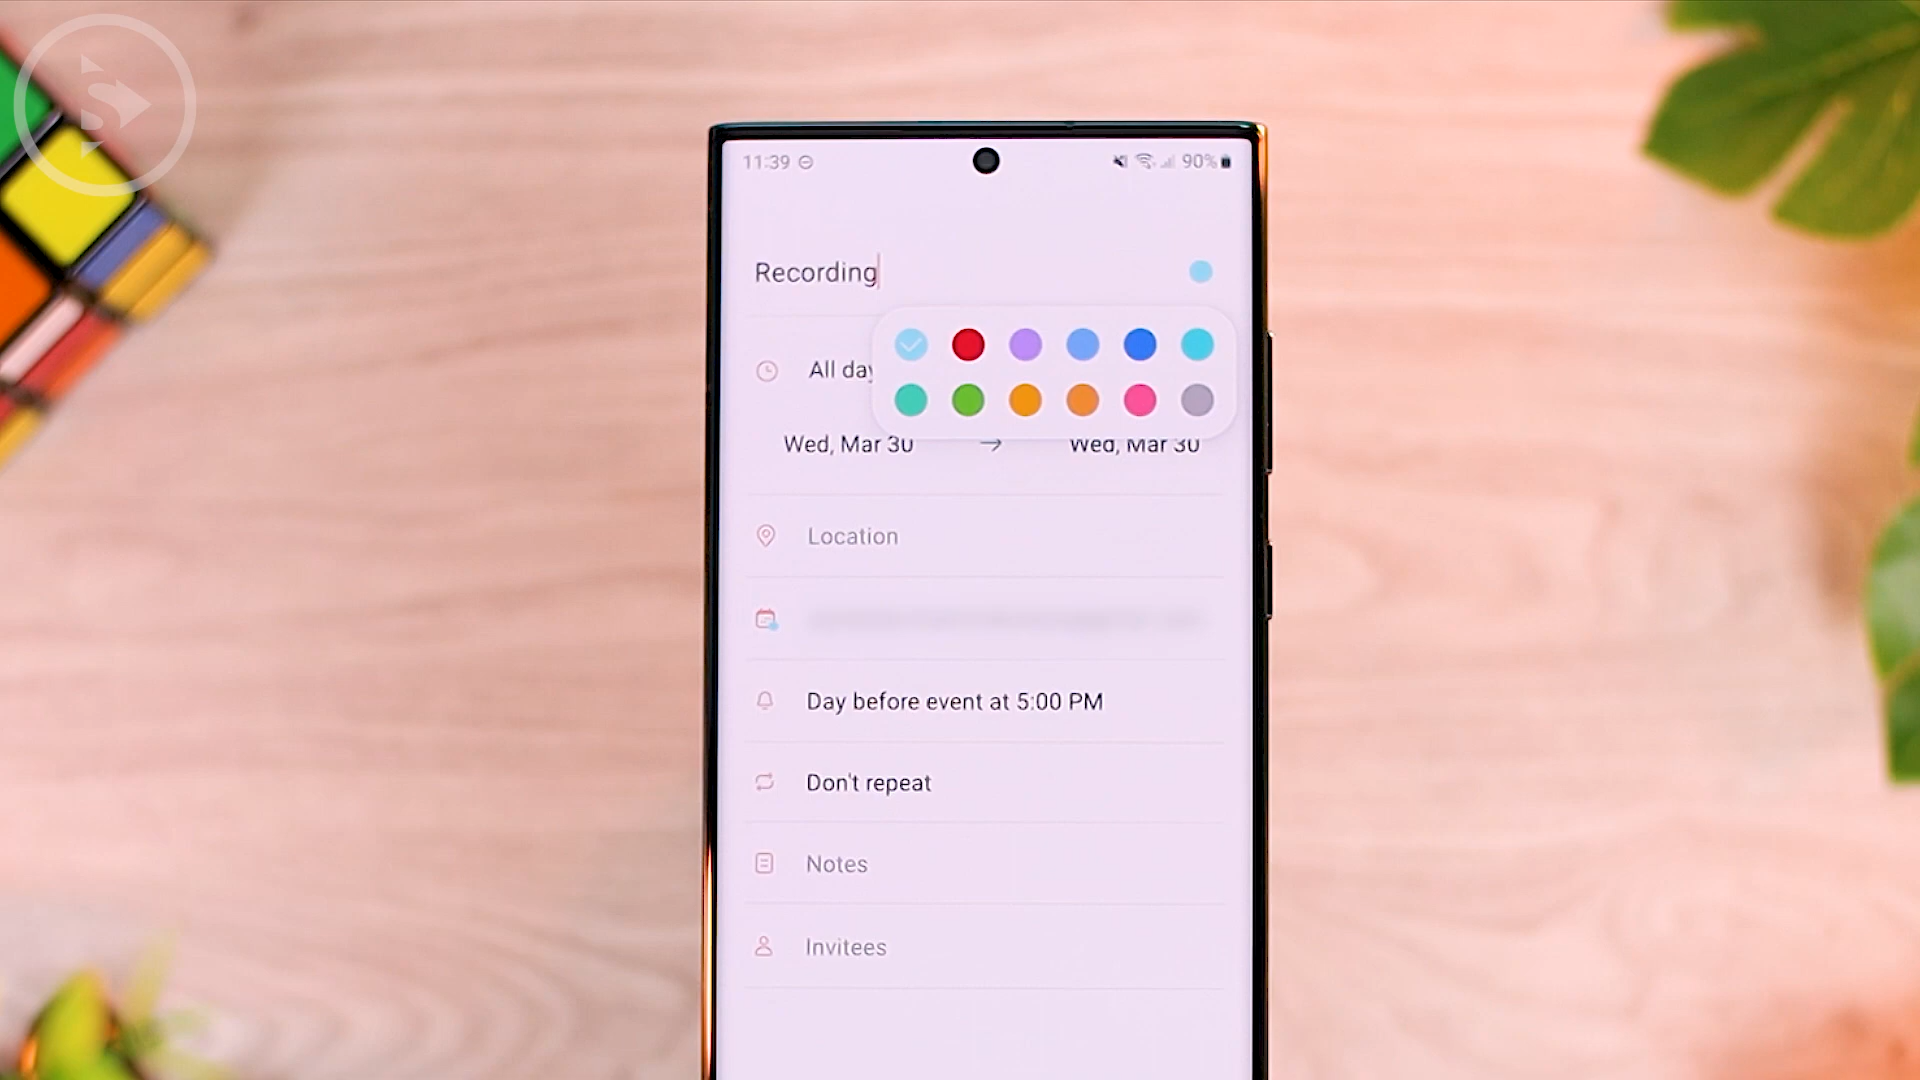 11:39 90%
Recording
All day
Wed, Mar 30 → Wed, Mar 30
Location
Day before event at 5:00 PM
Don't repeat
Notes
Invitees